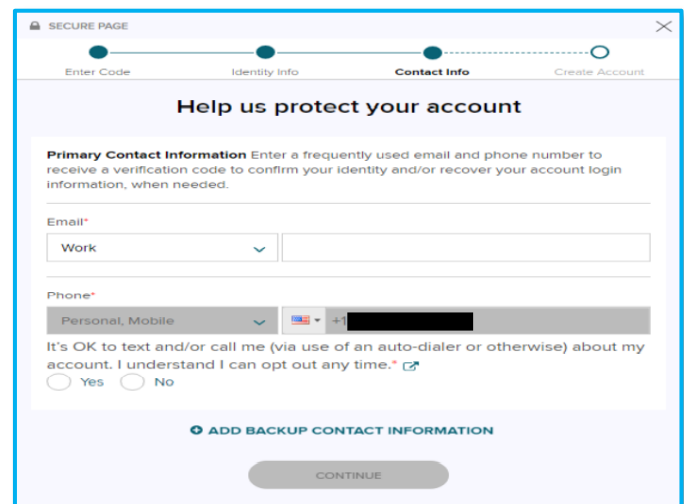 SECURE PAGE
Enter Code Identity Info Contact Info Create Account
Help us protect your account
Primary Contact Information Enter a frequently used email and phone number to
receive a verification code to confirm your identity and/or recover your account login
information, when needed.
Email*
Work
Phone*
Personal, Mobile +1
It's OK to text and/or call me (via use of an auto-dialer or otherwise) about my
account. I understand I can opt out any time.*
Yes No
ADD BACKUP CONTACT INFORMATION
CONTINUE